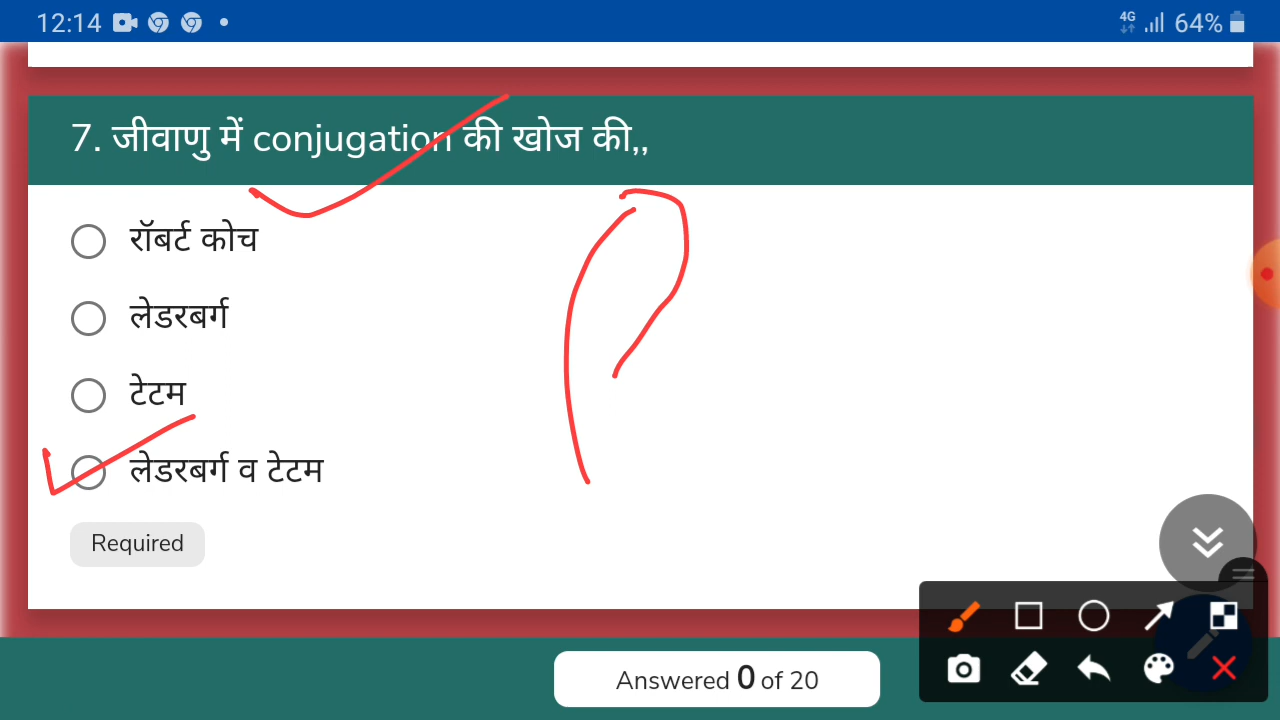 12:14
4G
64%
7. जीवाणु में conjugation की खोज की,,
रॉबर्ट कोच
लेडरबर्ग
टेटम
लेडरबर्ग व टेटम
Required
Answered 0 of 20